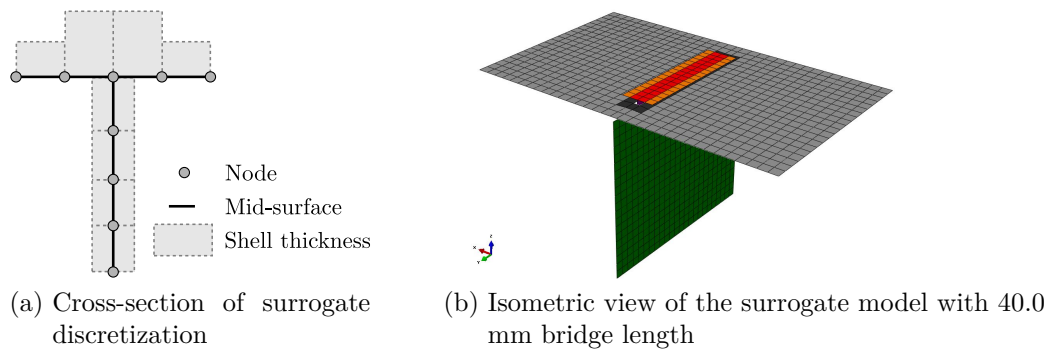 Node
Mid-surface
Shell thickness
X
Y
Z
(a) Cross-section of surrogate
discretization
(b) Isometric view of the surrogate model with 40.0
mm bridge length